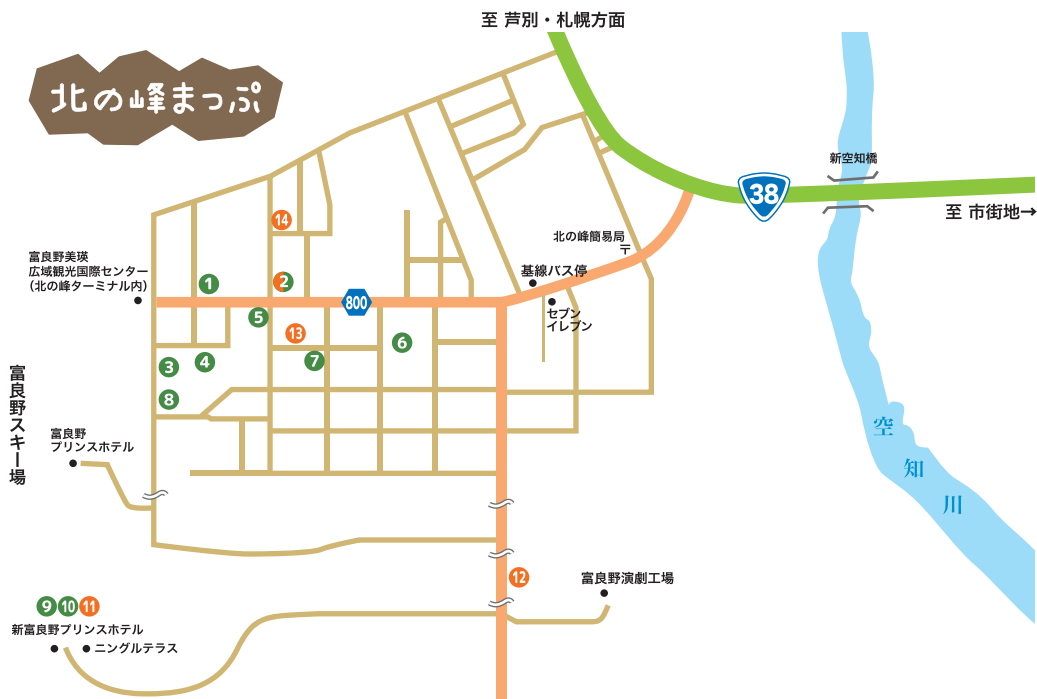 至 芦別・札幌方面
北の峰まっぷ
新空知橋
38
至 市街地→
14
北の峰簡易局
〒
富良野美瑛
広域観光国際センター
（北の峰ターミナル内）
1
2
基線バス停
800
セブン
イレブン
5
13
6
3
4
7
富良野スキー場
8
空知川
富良野
プリンスホテル
12
富良野演劇工場
9
10
11
新富良野プリンスホテル
ニングルテラス